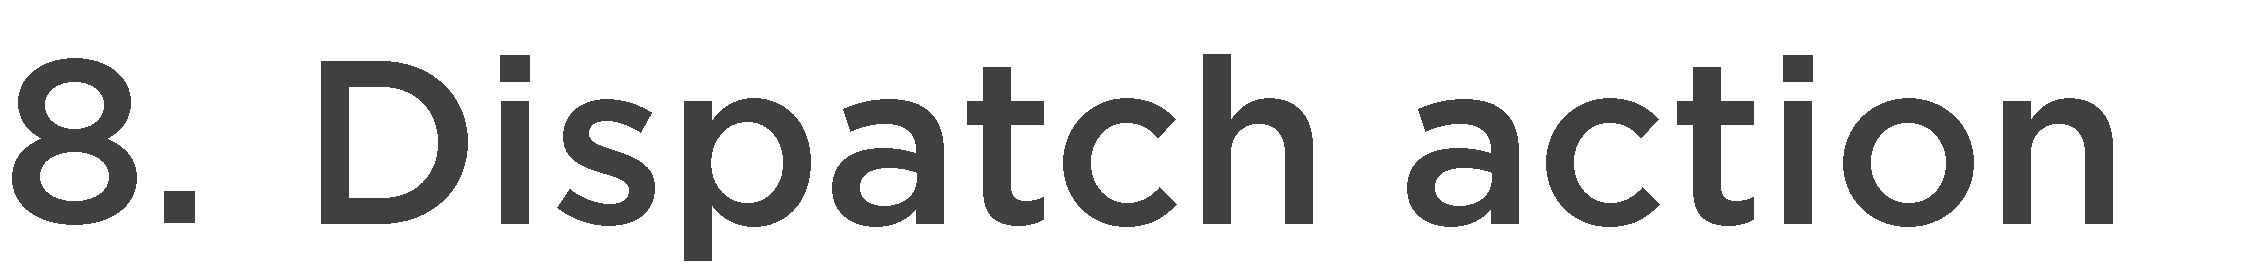 8. Dispatch action